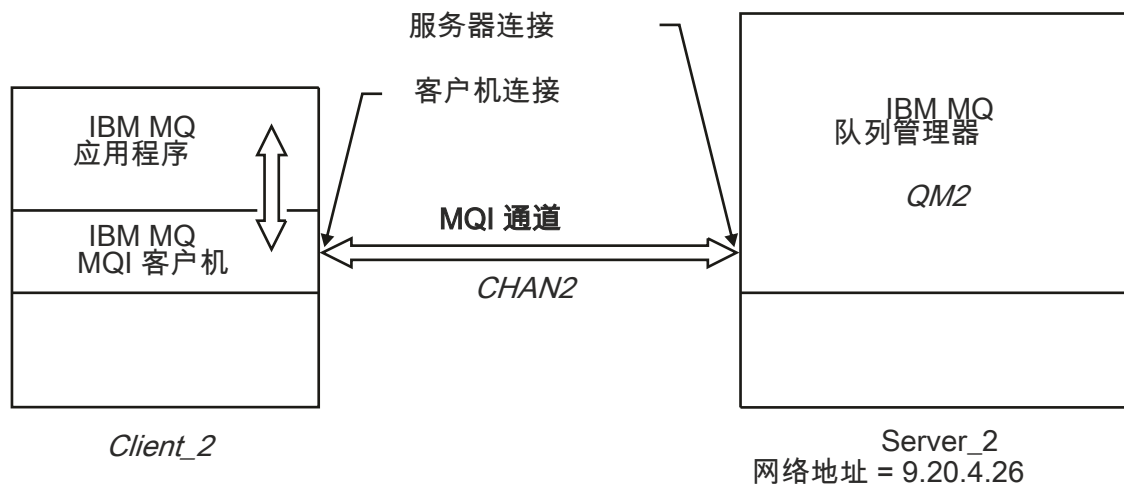 服务器连接
客户机连接
IBM MQ
应用程序
IBM MQ
MQI 客户机
MQI 通道
CHAN2
IBM MQ
队列管理器
QM2
Client_2
Server_2
网络地址 = 9.20.4.26